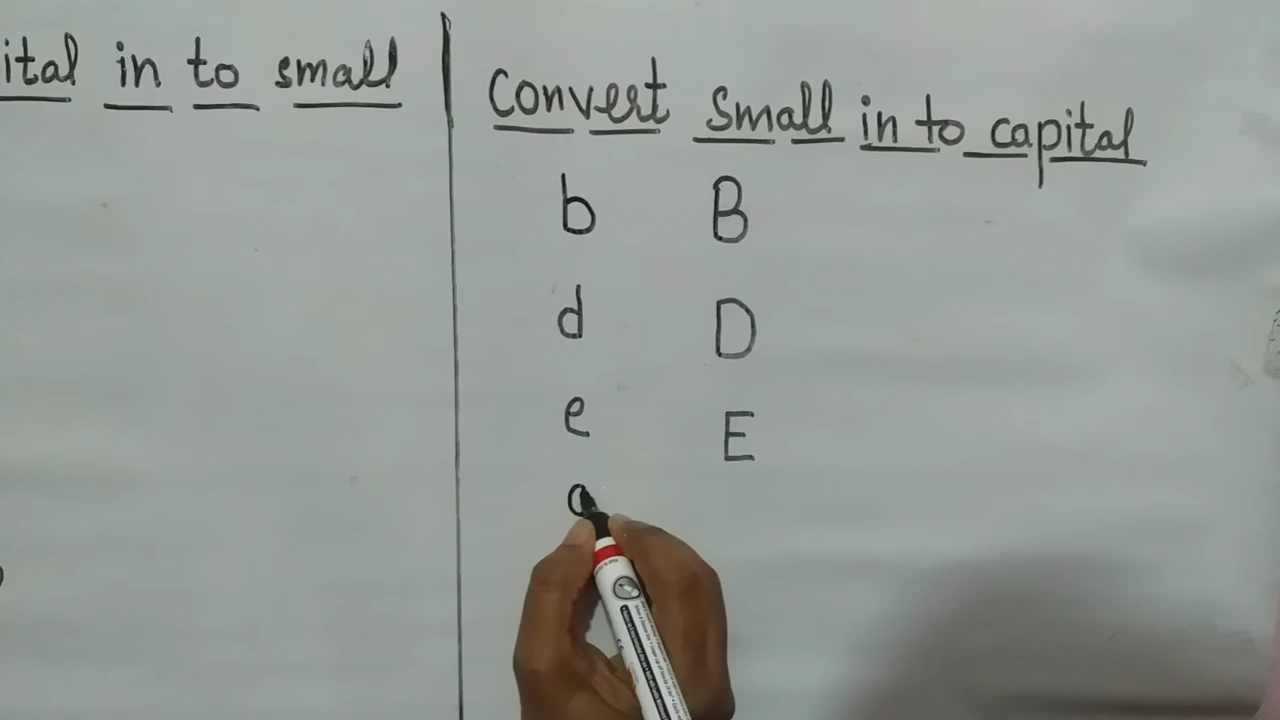 ital in to small
Convert small in to capital
b B
d D
e E